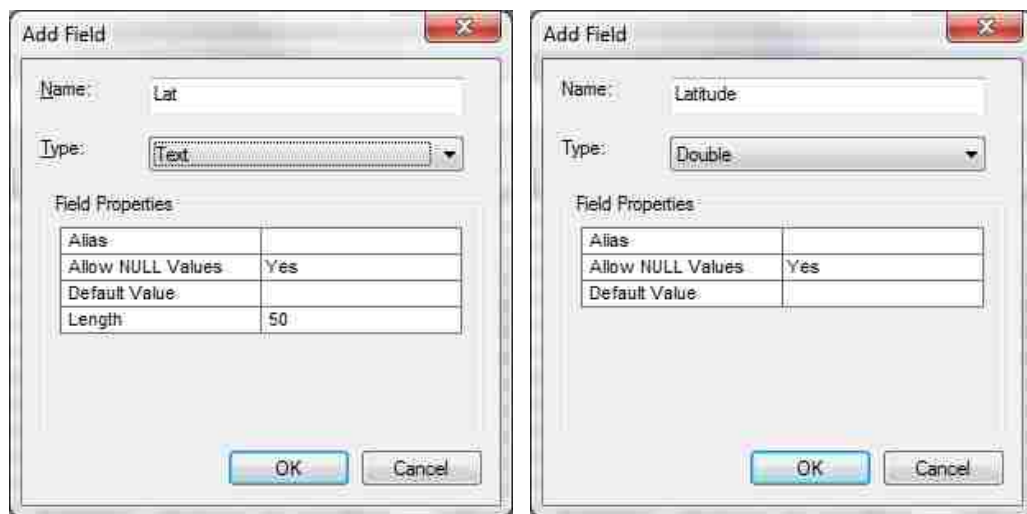 Add Field
Name: Lat
Type: Text
Field Properties
Alias
Allow NULL Values Yes
Default Value
Length 50
OK Cancel
Add Field
Name: Latitude
Type: Double
Field Properties
Alias
Allow NULL Values Yes
Default Value
OK Cancel